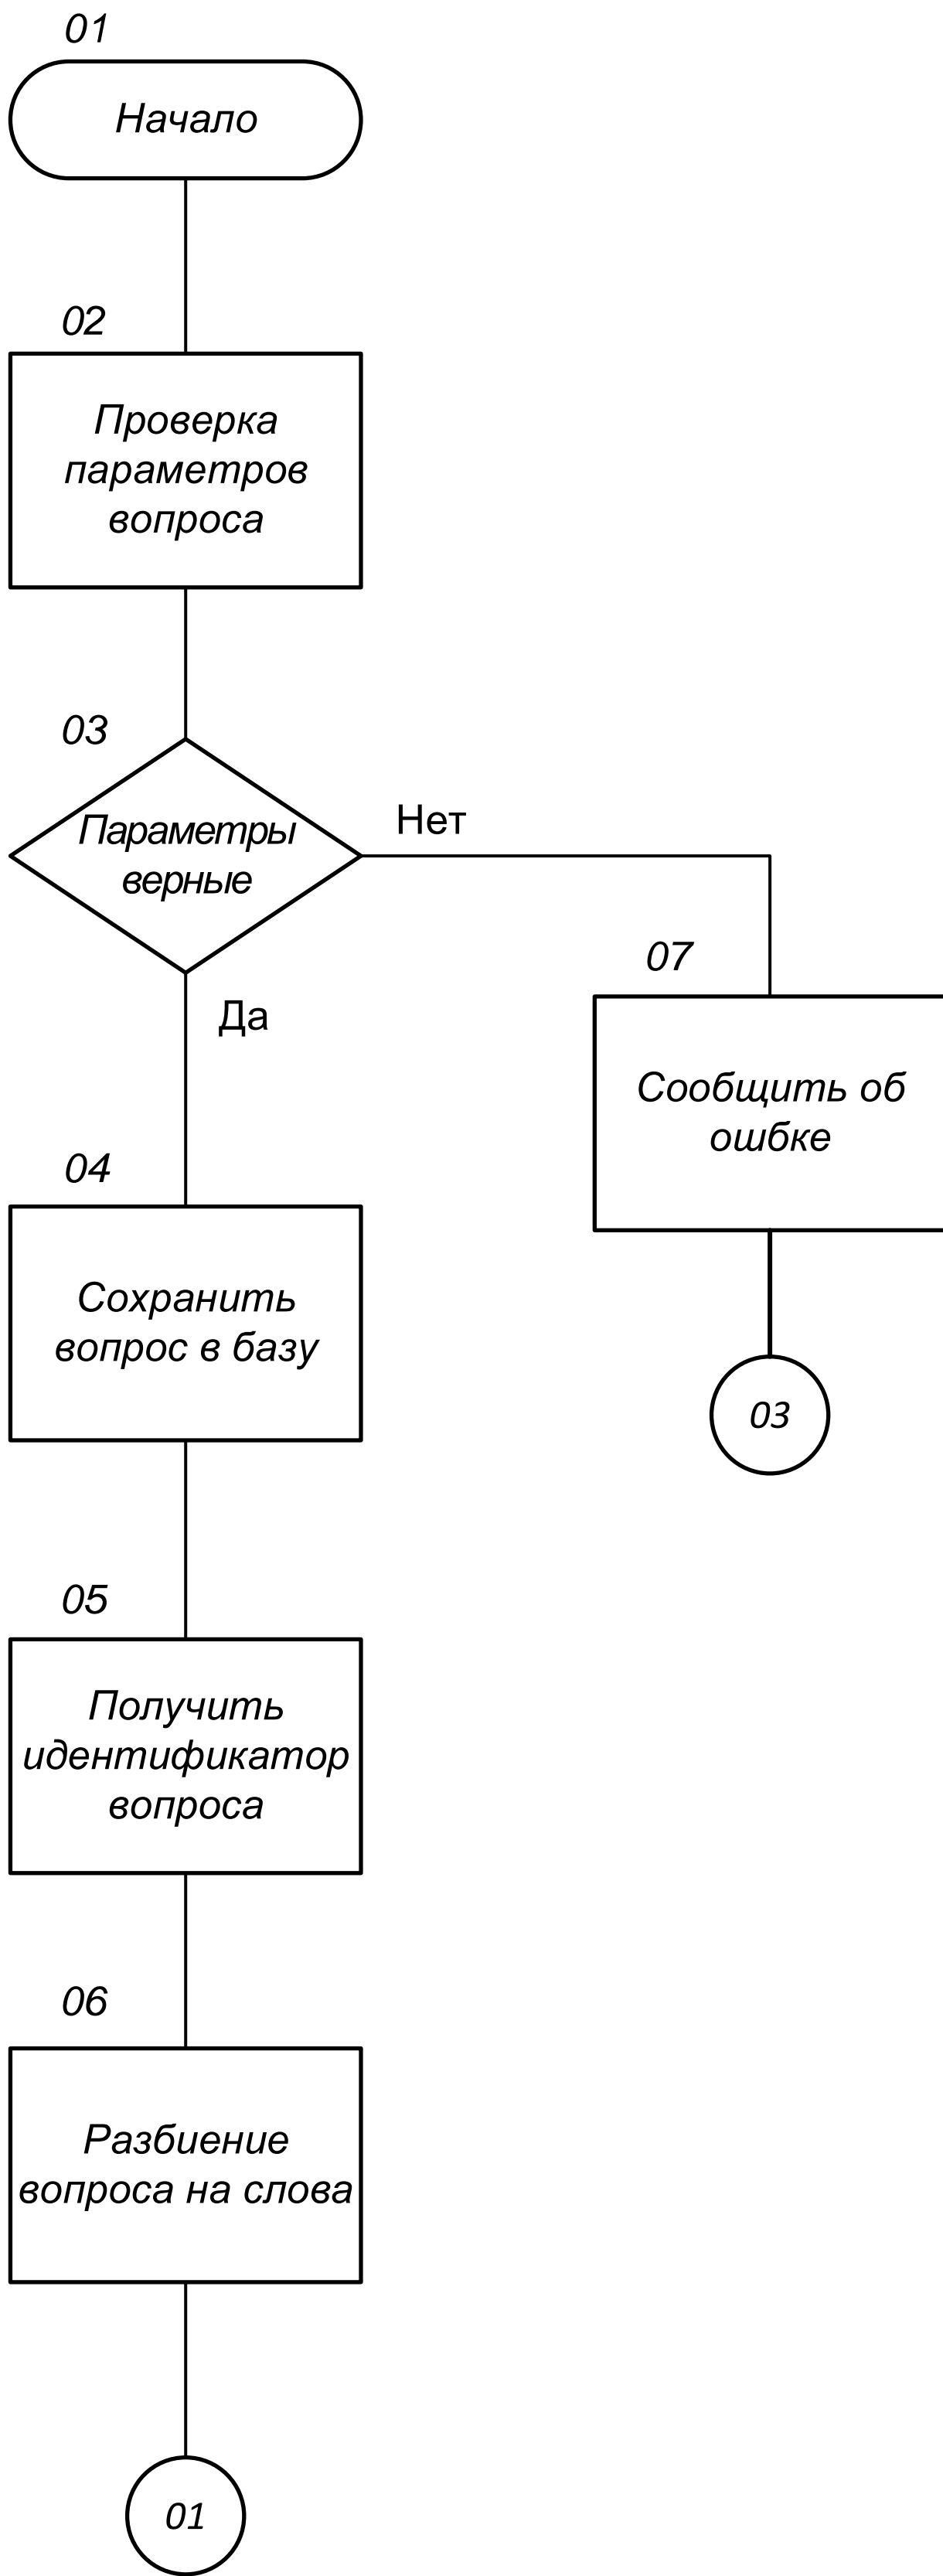 01
Начало
02
Проверка
параметров
вопроса
03
Параметры
верные
Нет
Да
07
Сообщить об
ошбке
03
04
Сохранить
вопрос в базу
05
Получить
идентификатор
вопроса
06
Разбиение
вопроса на слова
01